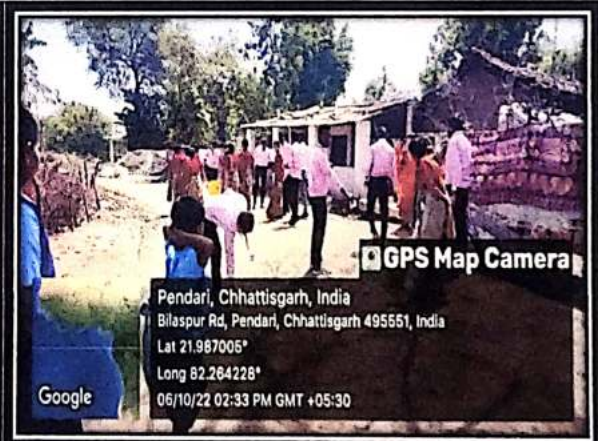 GPS Map Camera
Pendari, Chhattisgarh, India
Bilaspur Rd, Pendari, Chhattisgarh 495551, India
Lat 21.987005°
Long 82.264228°
06/10/22 02:33 PM GMT +05:30
Google